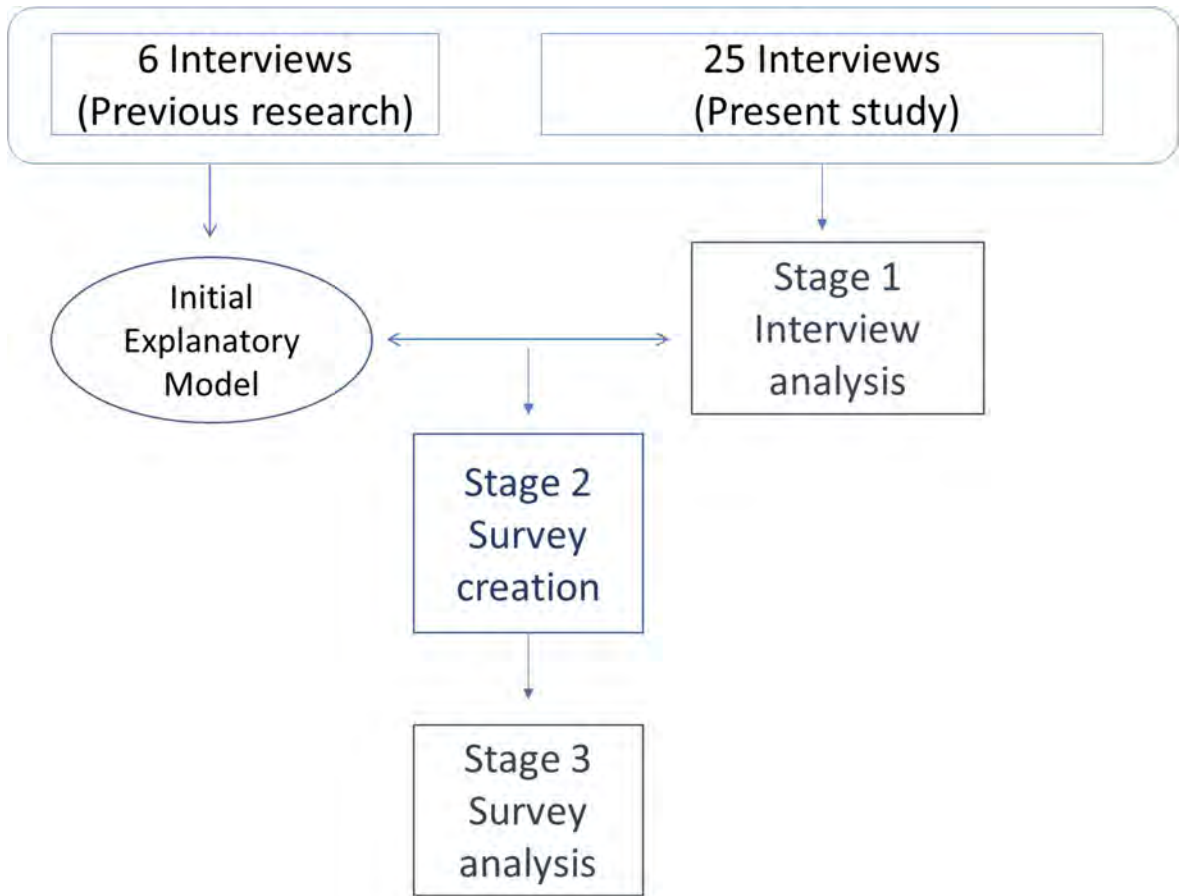 6 Interviews
(Previous research)
25 Interviews
(Present study)
Initial
Explanatory
Model
Stage 1
Interview
analysis
Stage 2
Survey
creation
Stage 3
Survey
analysis